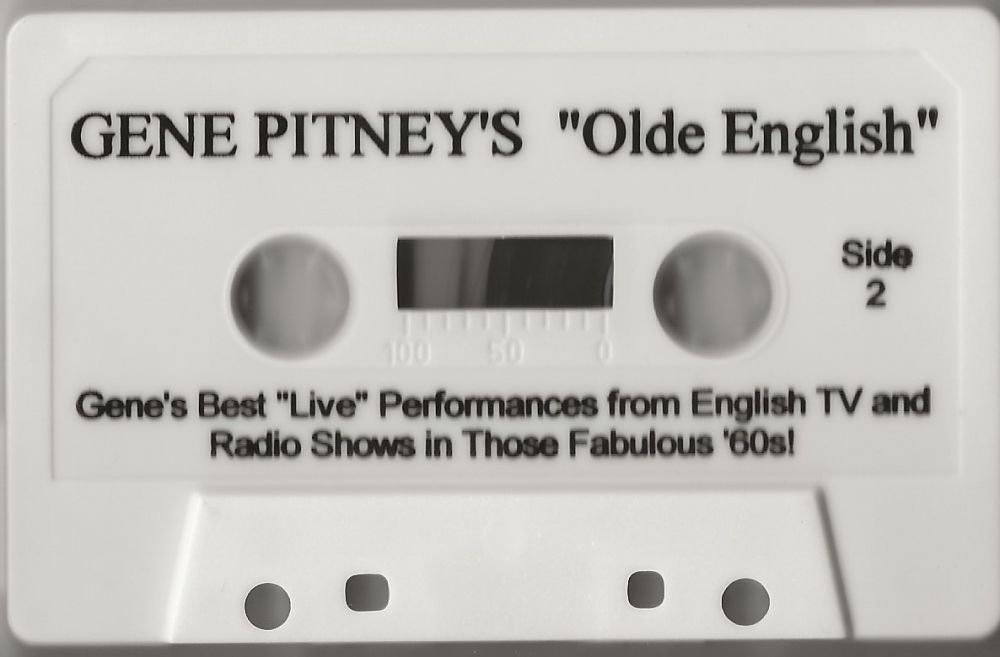 GENE PITNEY'S "Olde English"
Side
2
100 50 0
Gene's Best "Live" Performances from English TV and
Radio Shows in Those Fabulous '60s!